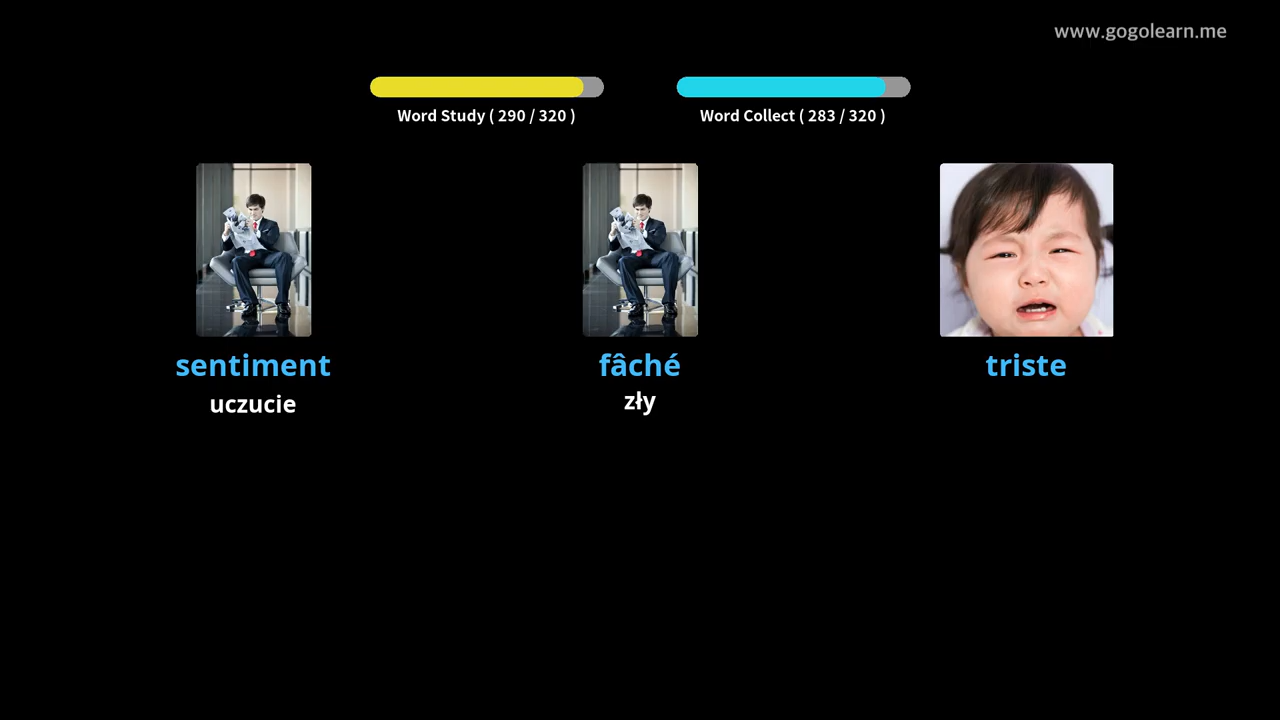 www.gogolearn.me
Word Study ( 290 / 320 )
Word Collect ( 283 / 320 )
sentiment
uczucie
fâché
zły
triste